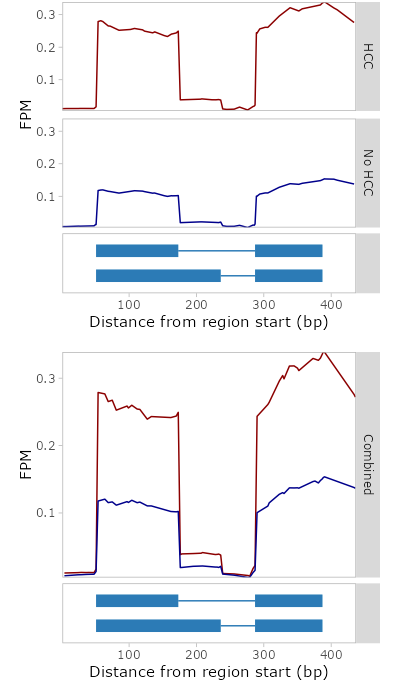 0.3
0.2
0.1
HCC
FPM
0.3
0.2
0.1
No HCC
100 200 300 400
Distance from region start (bp)
0.3
0.2
0.1
FPM
Combined
100 200 300 400
Distance from region start (bp)